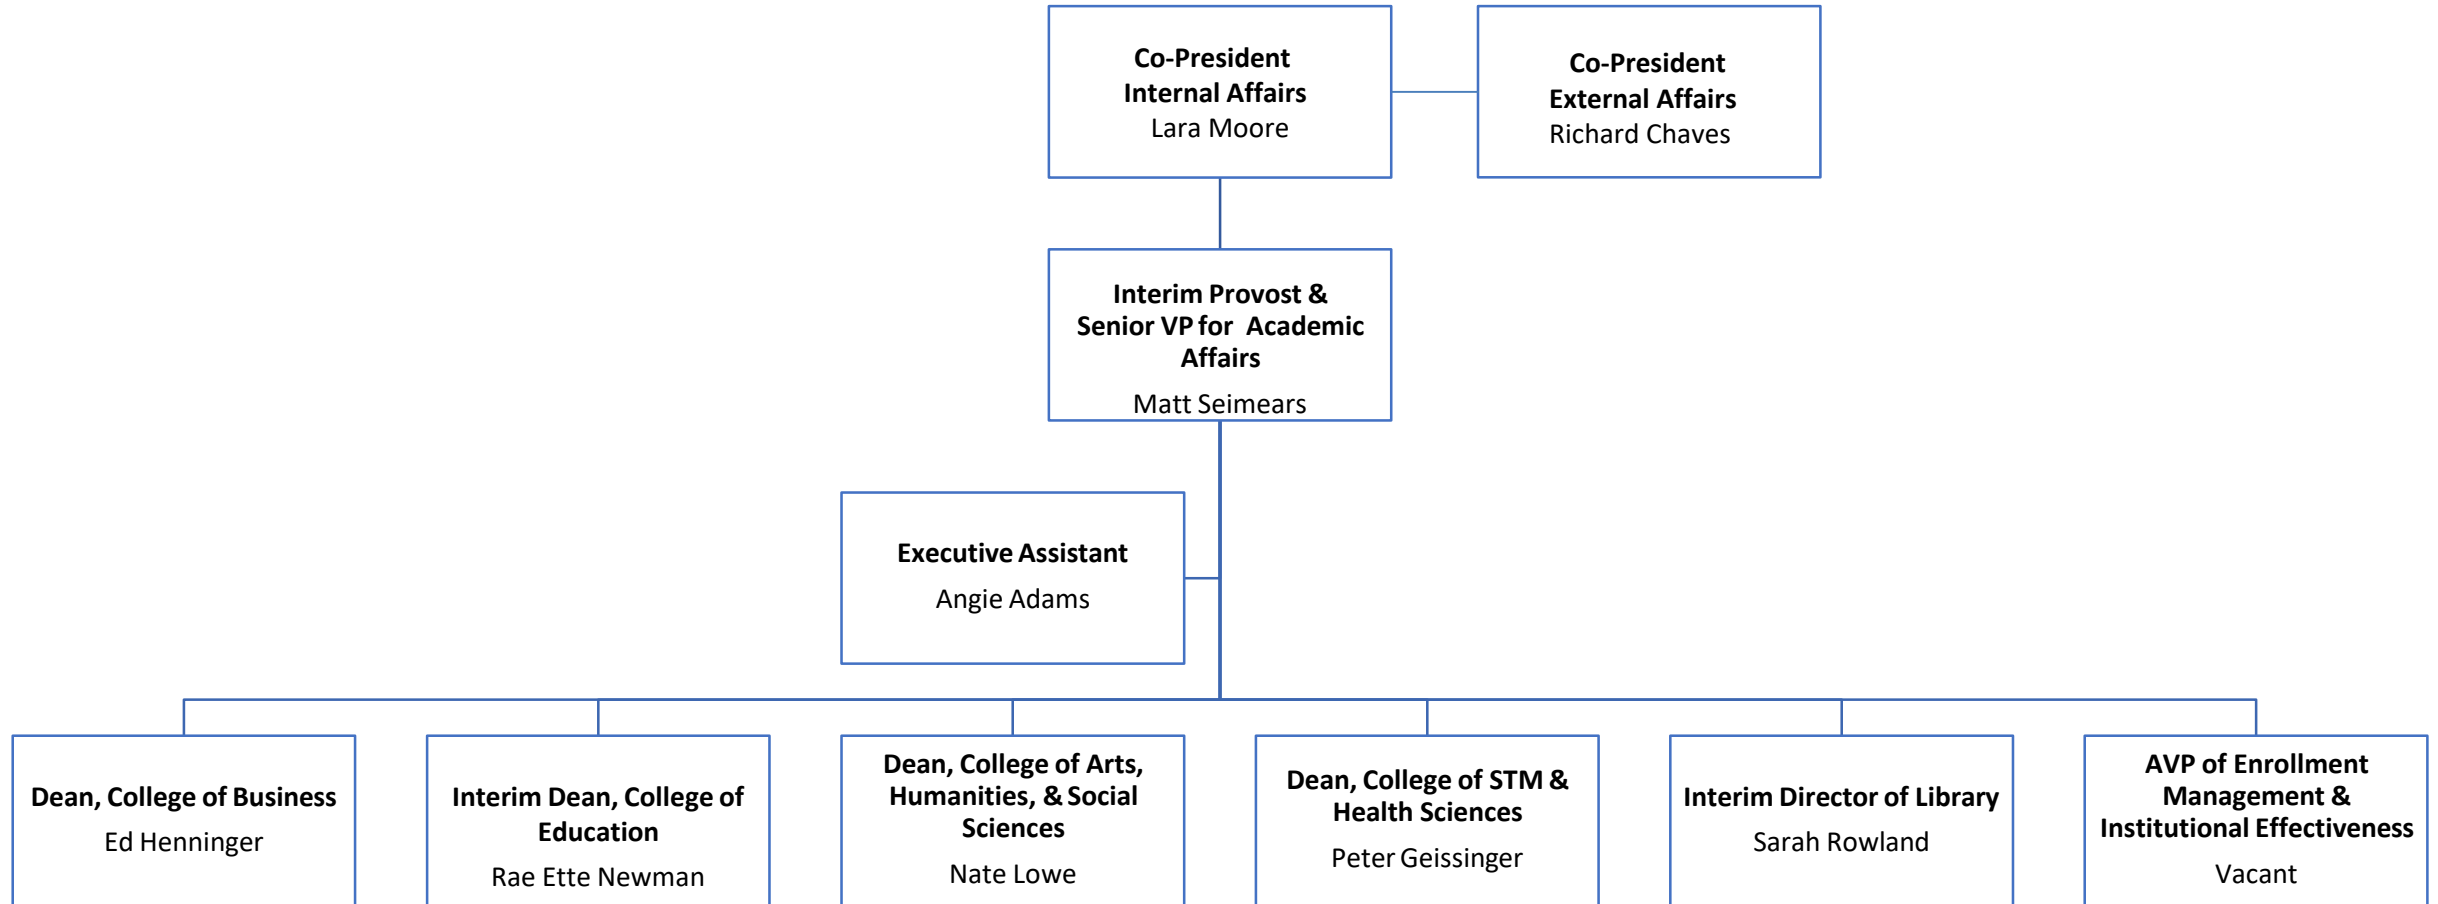 Co-President
Internal Affairs
Lara Moore
Co-President
External Affairs
Richard Chaves
Interim Provost &
Senior VP for Academic
Affairs
Matt Seimears
Executive Assistant
Angie Adams
Dean, College of Business
Ed Henninger
Interim Dean, College of
Education
Rae Ette Newman
Dean, College of Arts,
Humanities, & Social
Sciences
Nate Lowe
Dean, College of STM &
Health Sciences
Peter Geissinger
Interim Director of Library
Sarah Rowland
AVP of Enrollment
Management &
Institutional Effectiveness
Vacant